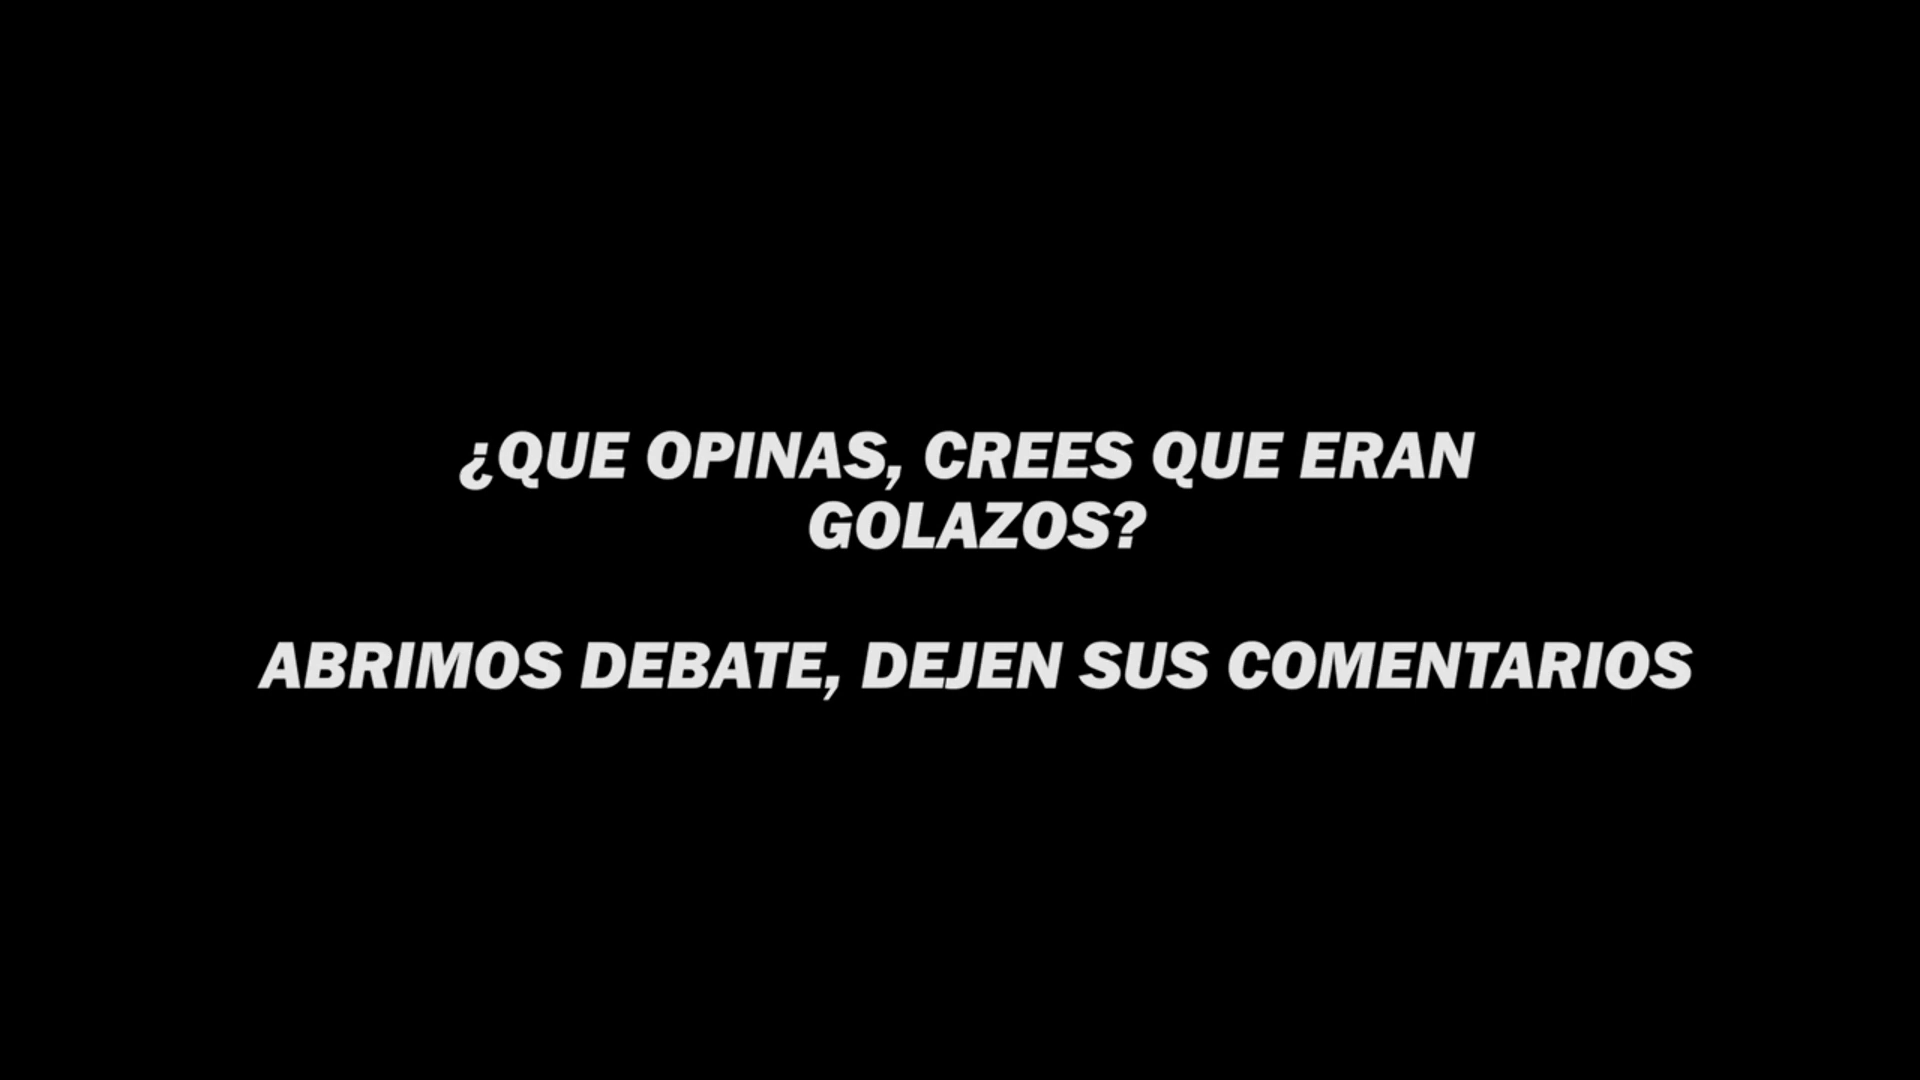 ¿QUE OPINAS, CREES QUE ERAN
GOLAZOS?
ABRIMOS DEBATE, DEJEN SUS COMENTARIOS